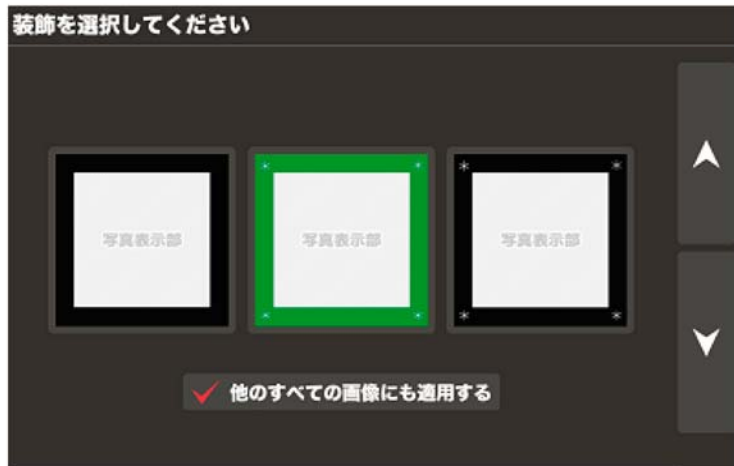 装飾を選択してください
写真表示部
写真表示部
写真表示部
他のすべての画像にも適用する